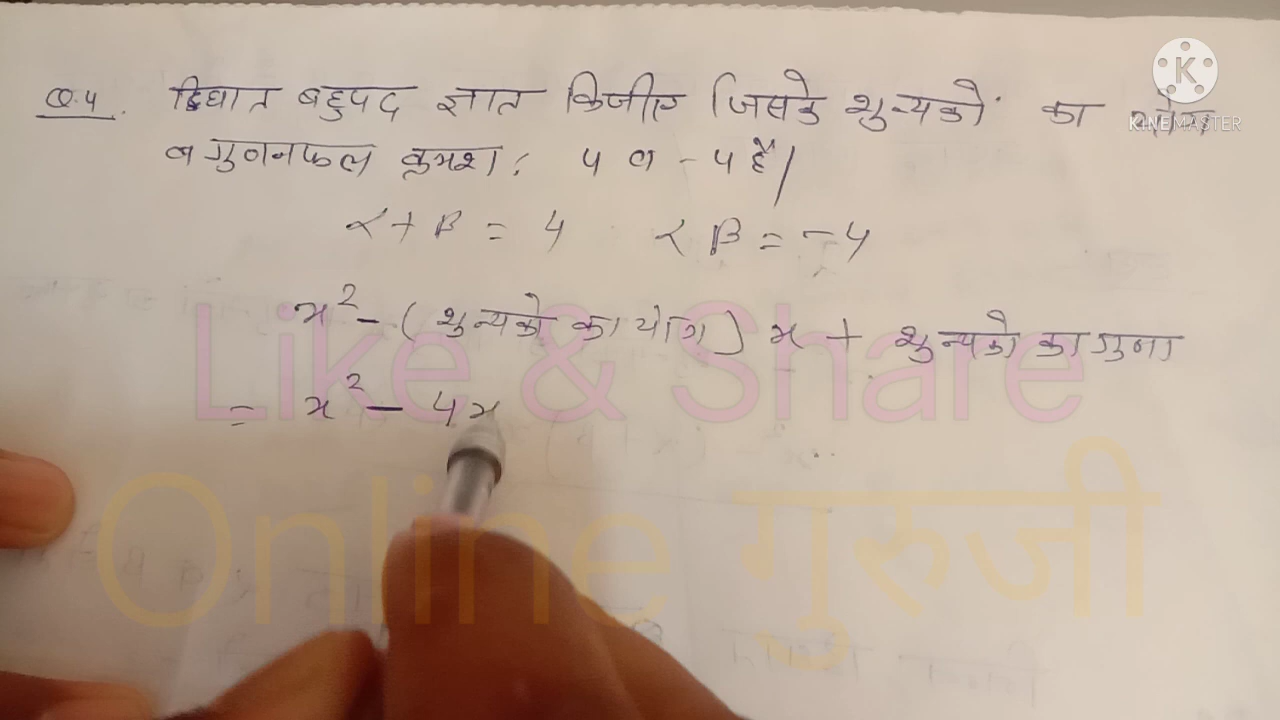 Q.4. द्विघात बहुपद ज्ञात किजीए जिसके शुन्यकों का योग
व गुणनफल क्रमश: 4 व -4 है|
α + β = 4 α β = -4
x² - (शुन्यको का योग) x + शुन्यको का गुना
= x² - 4x
Like & Share
Online गुरुजी
KINEMASTER